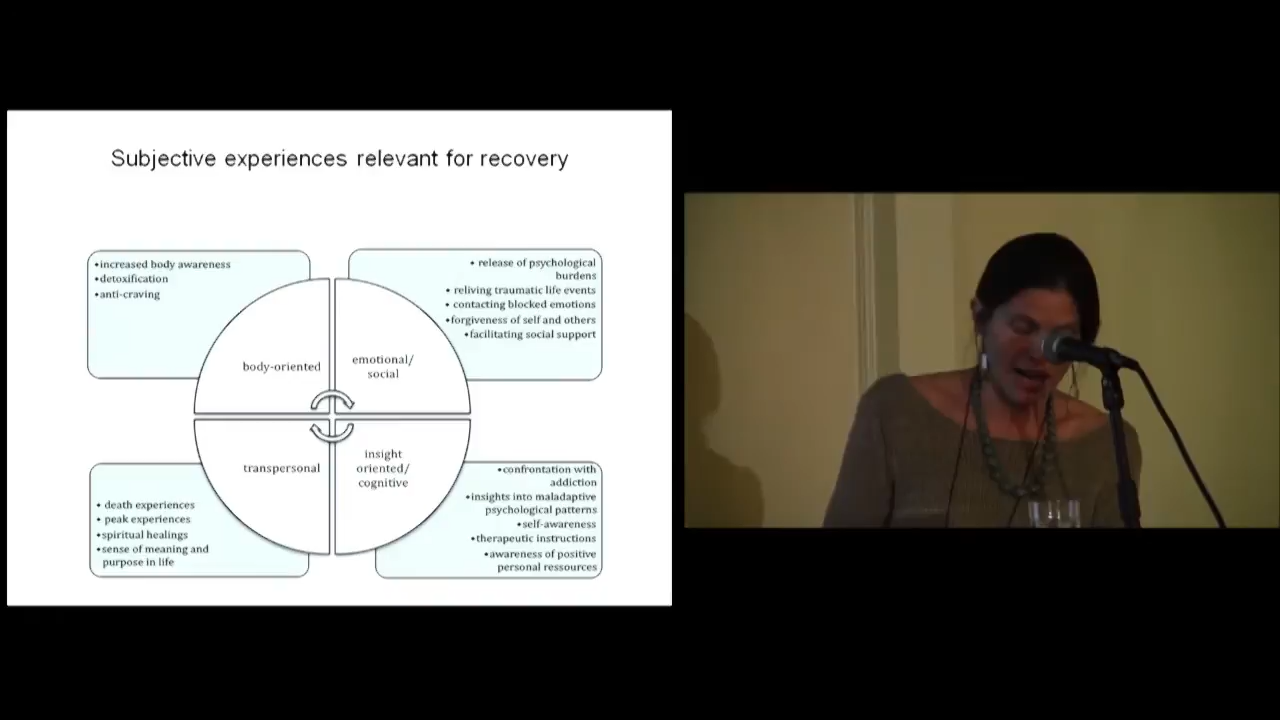 Subjective experiences relevant for recovery
•increased body awareness
•detoxification
•anti-craving
• release of psychological
burdens
• reliving traumatic life events
• contacting blocked emotions
•forgiveness of self and others
•facilitating social support
body-oriented
emotional/
social
transpersonal
insight
oriented/
cognitive
• death experiences
• peak experiences
•spiritual healings
•sense of meaning and
purpose in life
•confrontation with
addiction
•insights into maladaptive
psychological patterns
•self-awareness
•therapeutic instructions
•awareness of positive
personal ressources